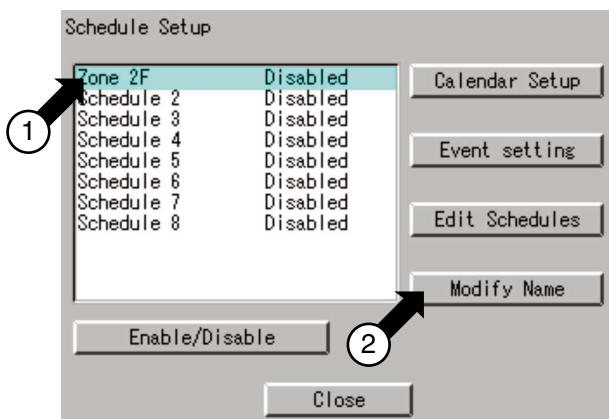 Schedule Setup
Zone 2F Disabled
Schedule 2 Disabled
Schedule 3 Disabled
Schedule 4 Disabled
Schedule 5 Disabled
Schedule 6 Disabled
Schedule 7 Disabled
Schedule 8 Disabled
1
Calendar Setup
Event setting
Edit Schedules
Modify Name
2
Enable/Disable
Close